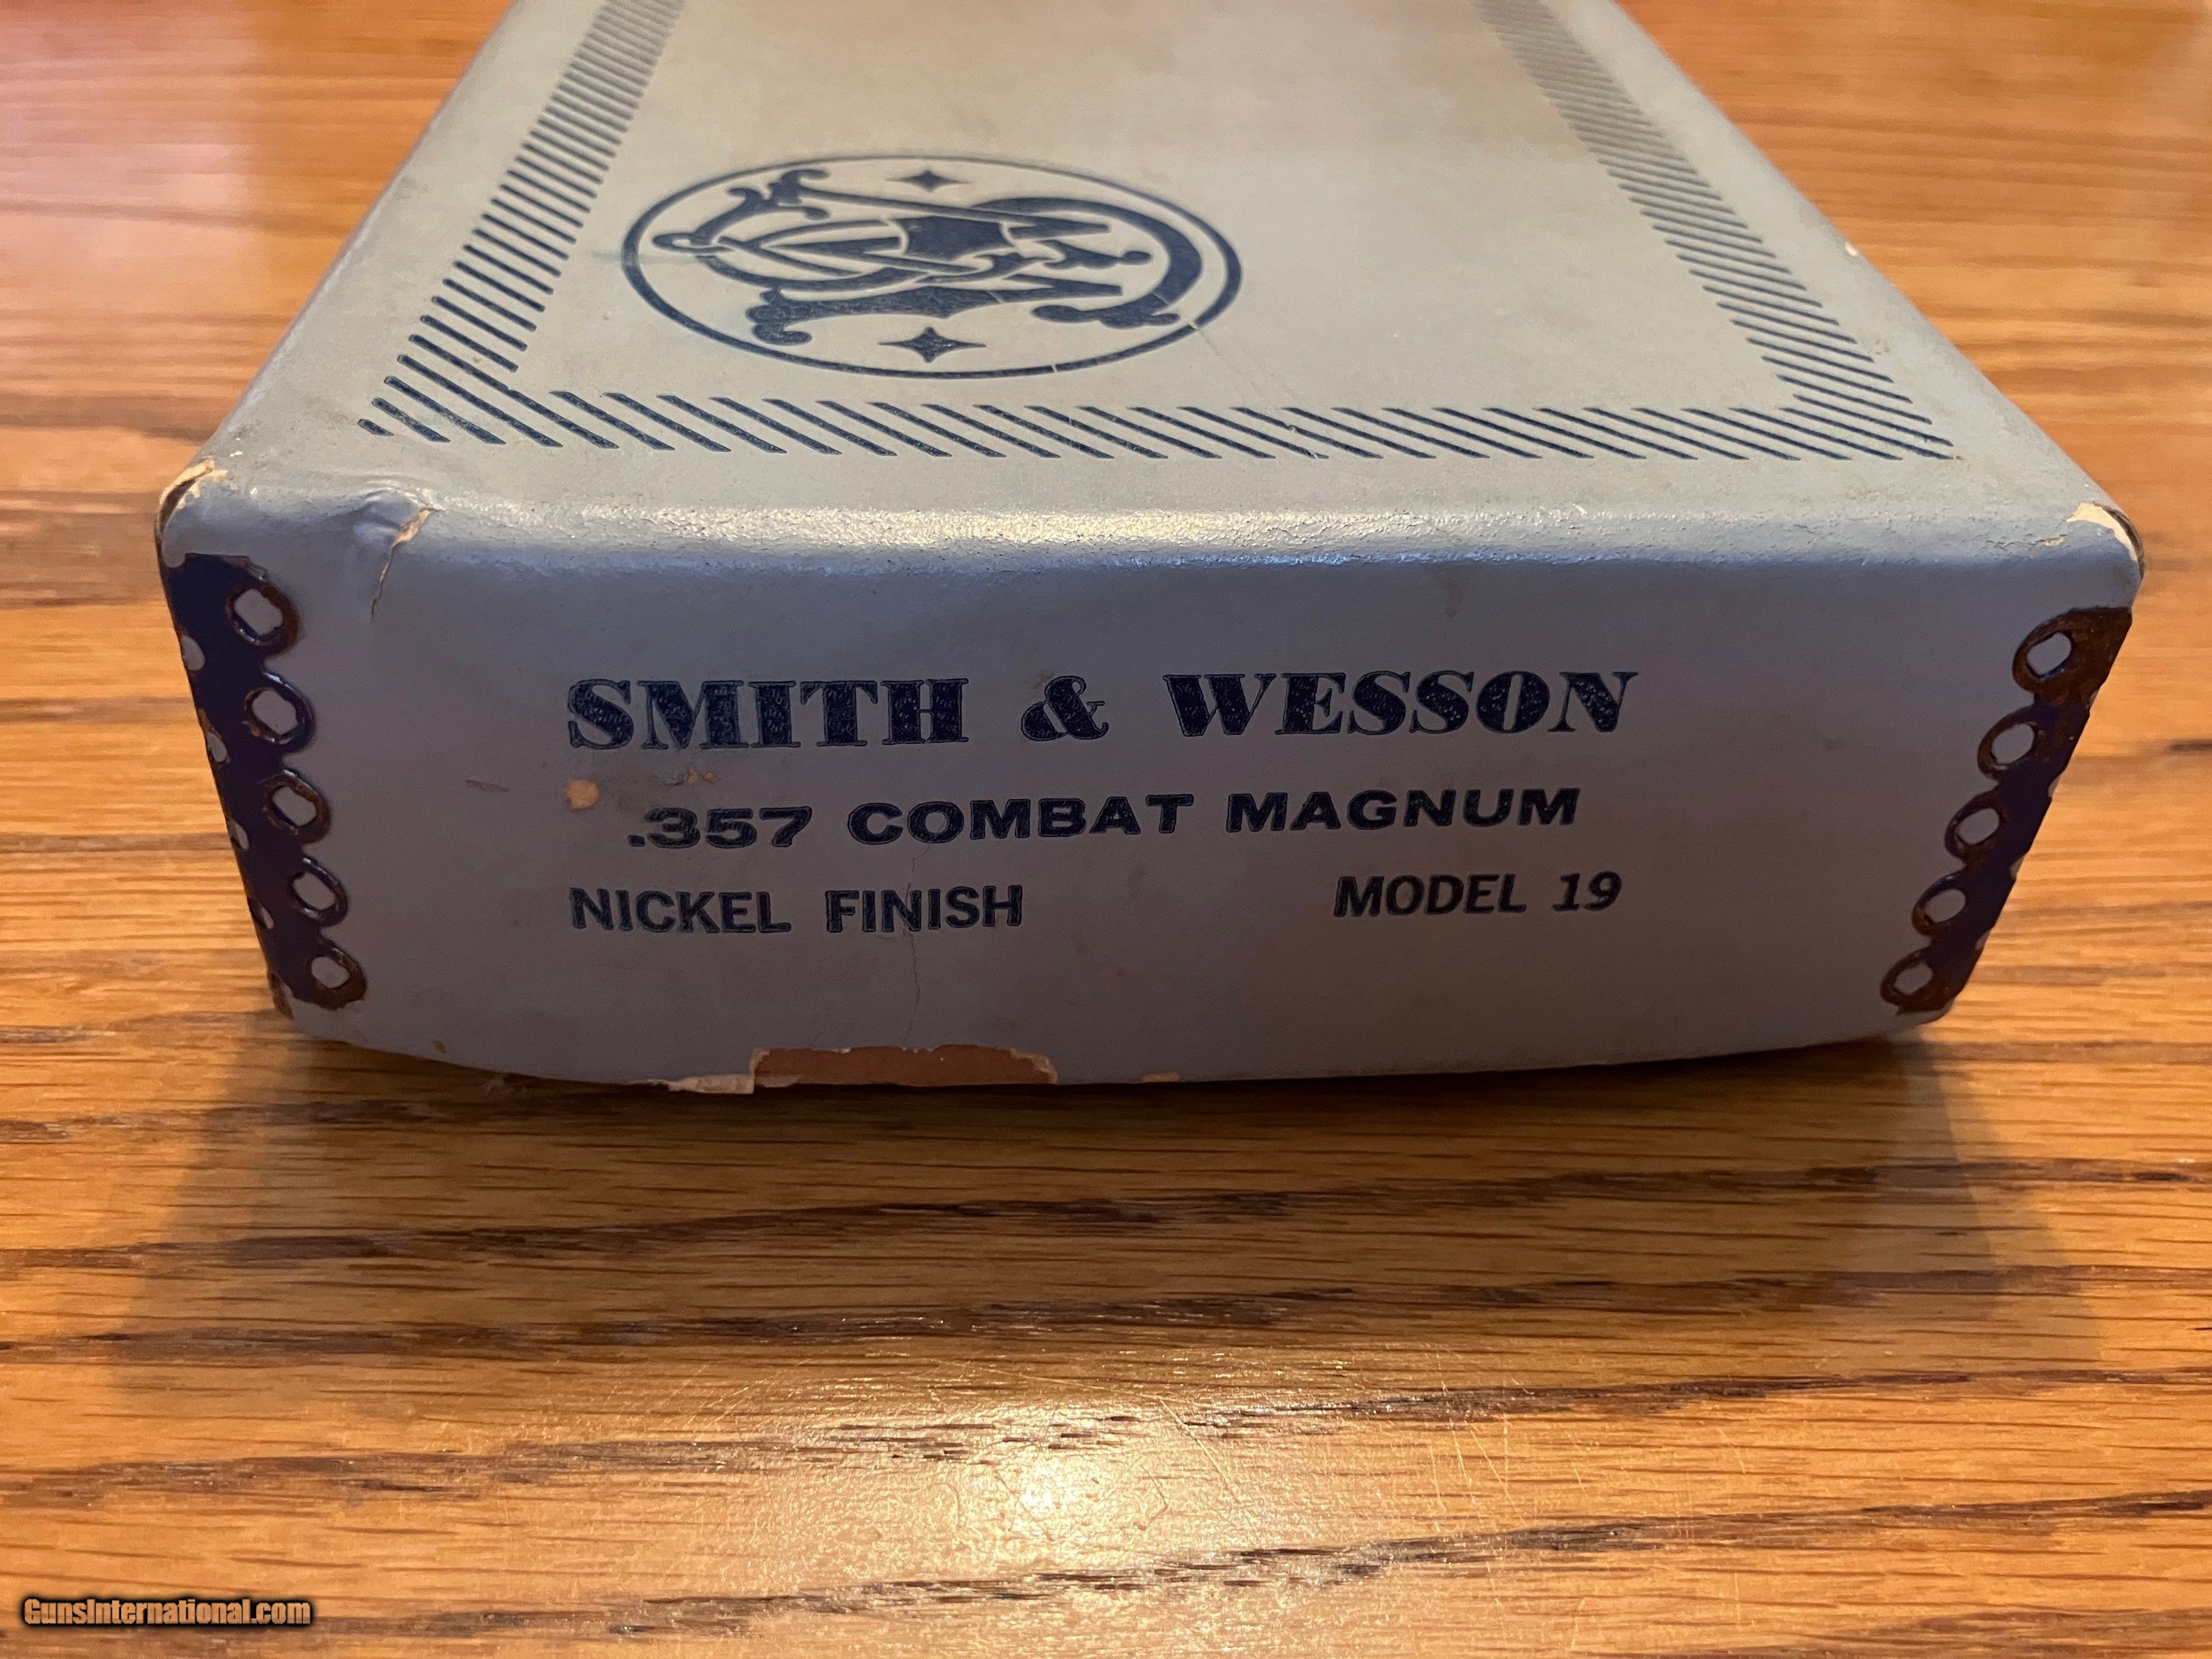 SMITH & WESSON
.357 COMBAT MAGNUM
NICKEL FINISH MODEL 19
GunsInternational.com